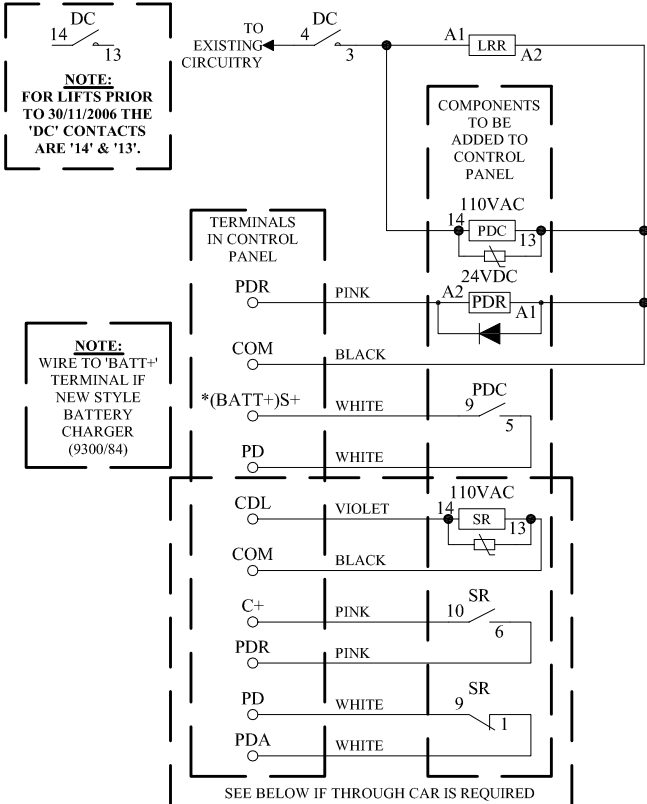 DC
14
13
NOTE:
FOR LIFTS PRIOR
TO 30/11/2006 THE
'DC' CONTACTS
ARE '14' & '13'.
TO
EXISTING
CIRCUITRY
DC
4
3
A1
LRR
A2
COMPONENTS
TO BE
ADDED TO
CONTROL
PANEL
110VAC
14
PDC
13
24VDC
A2
PDR
A1
TERMINALS
IN CONTROL
PANEL
PDR
PINK
COM
BLACK
NOTE:
WIRE TO 'BATT+'
TERMINAL IF
NEW STYLE
BATTERY
CHARGER
(9300/84)
*(BATT+)S+
WHITE
PDC
9
5
PD
WHITE
CDL
VIOLET
110VAC
14
SR
13
COM
BLACK
C+
PINK
SR
10
6
PDR
PINK
PD
WHITE
SR
9
1
PDA
WHITE
SEE BELOW IF THROUGH CAR IS REQUIRED